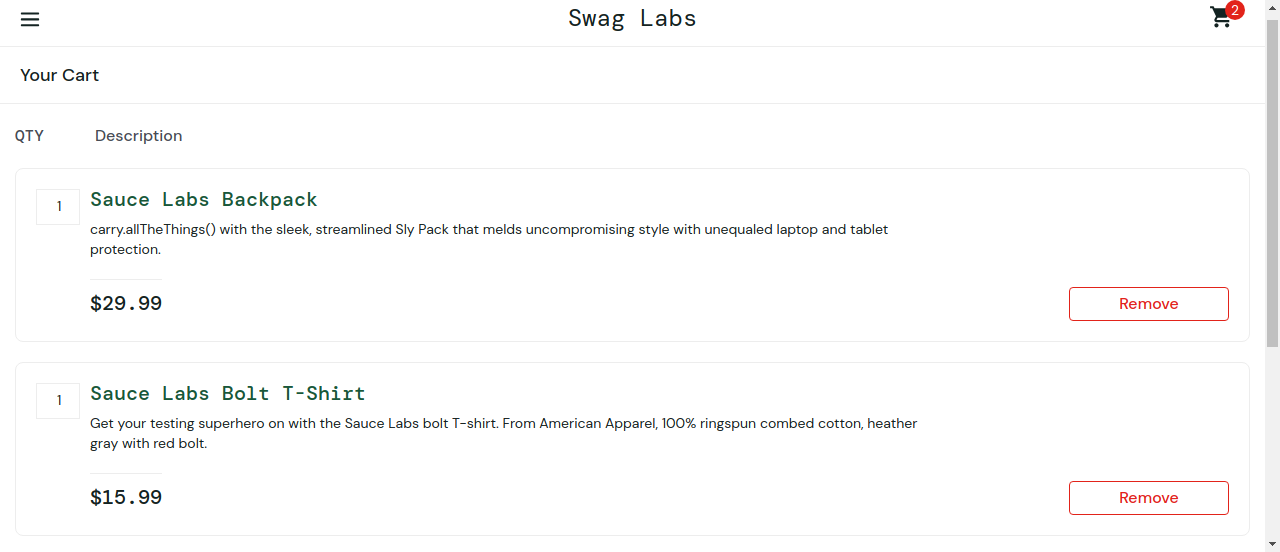 Swag Labs
2
Your Cart
QTY Description
1 Sauce Labs Backpack
carry.allTheThings() with the sleek, streamlined Sly Pack that melds uncompromising style with unequaled laptop and tablet
protection.
$29.99 Remove
1 Sauce Labs Bolt T-Shirt
Get your testing superhero on with the Sauce Labs bolt T-shirt. From American Apparel, 100% ringspun combed cotton, heather
gray with red bolt.
$15.99 Remove